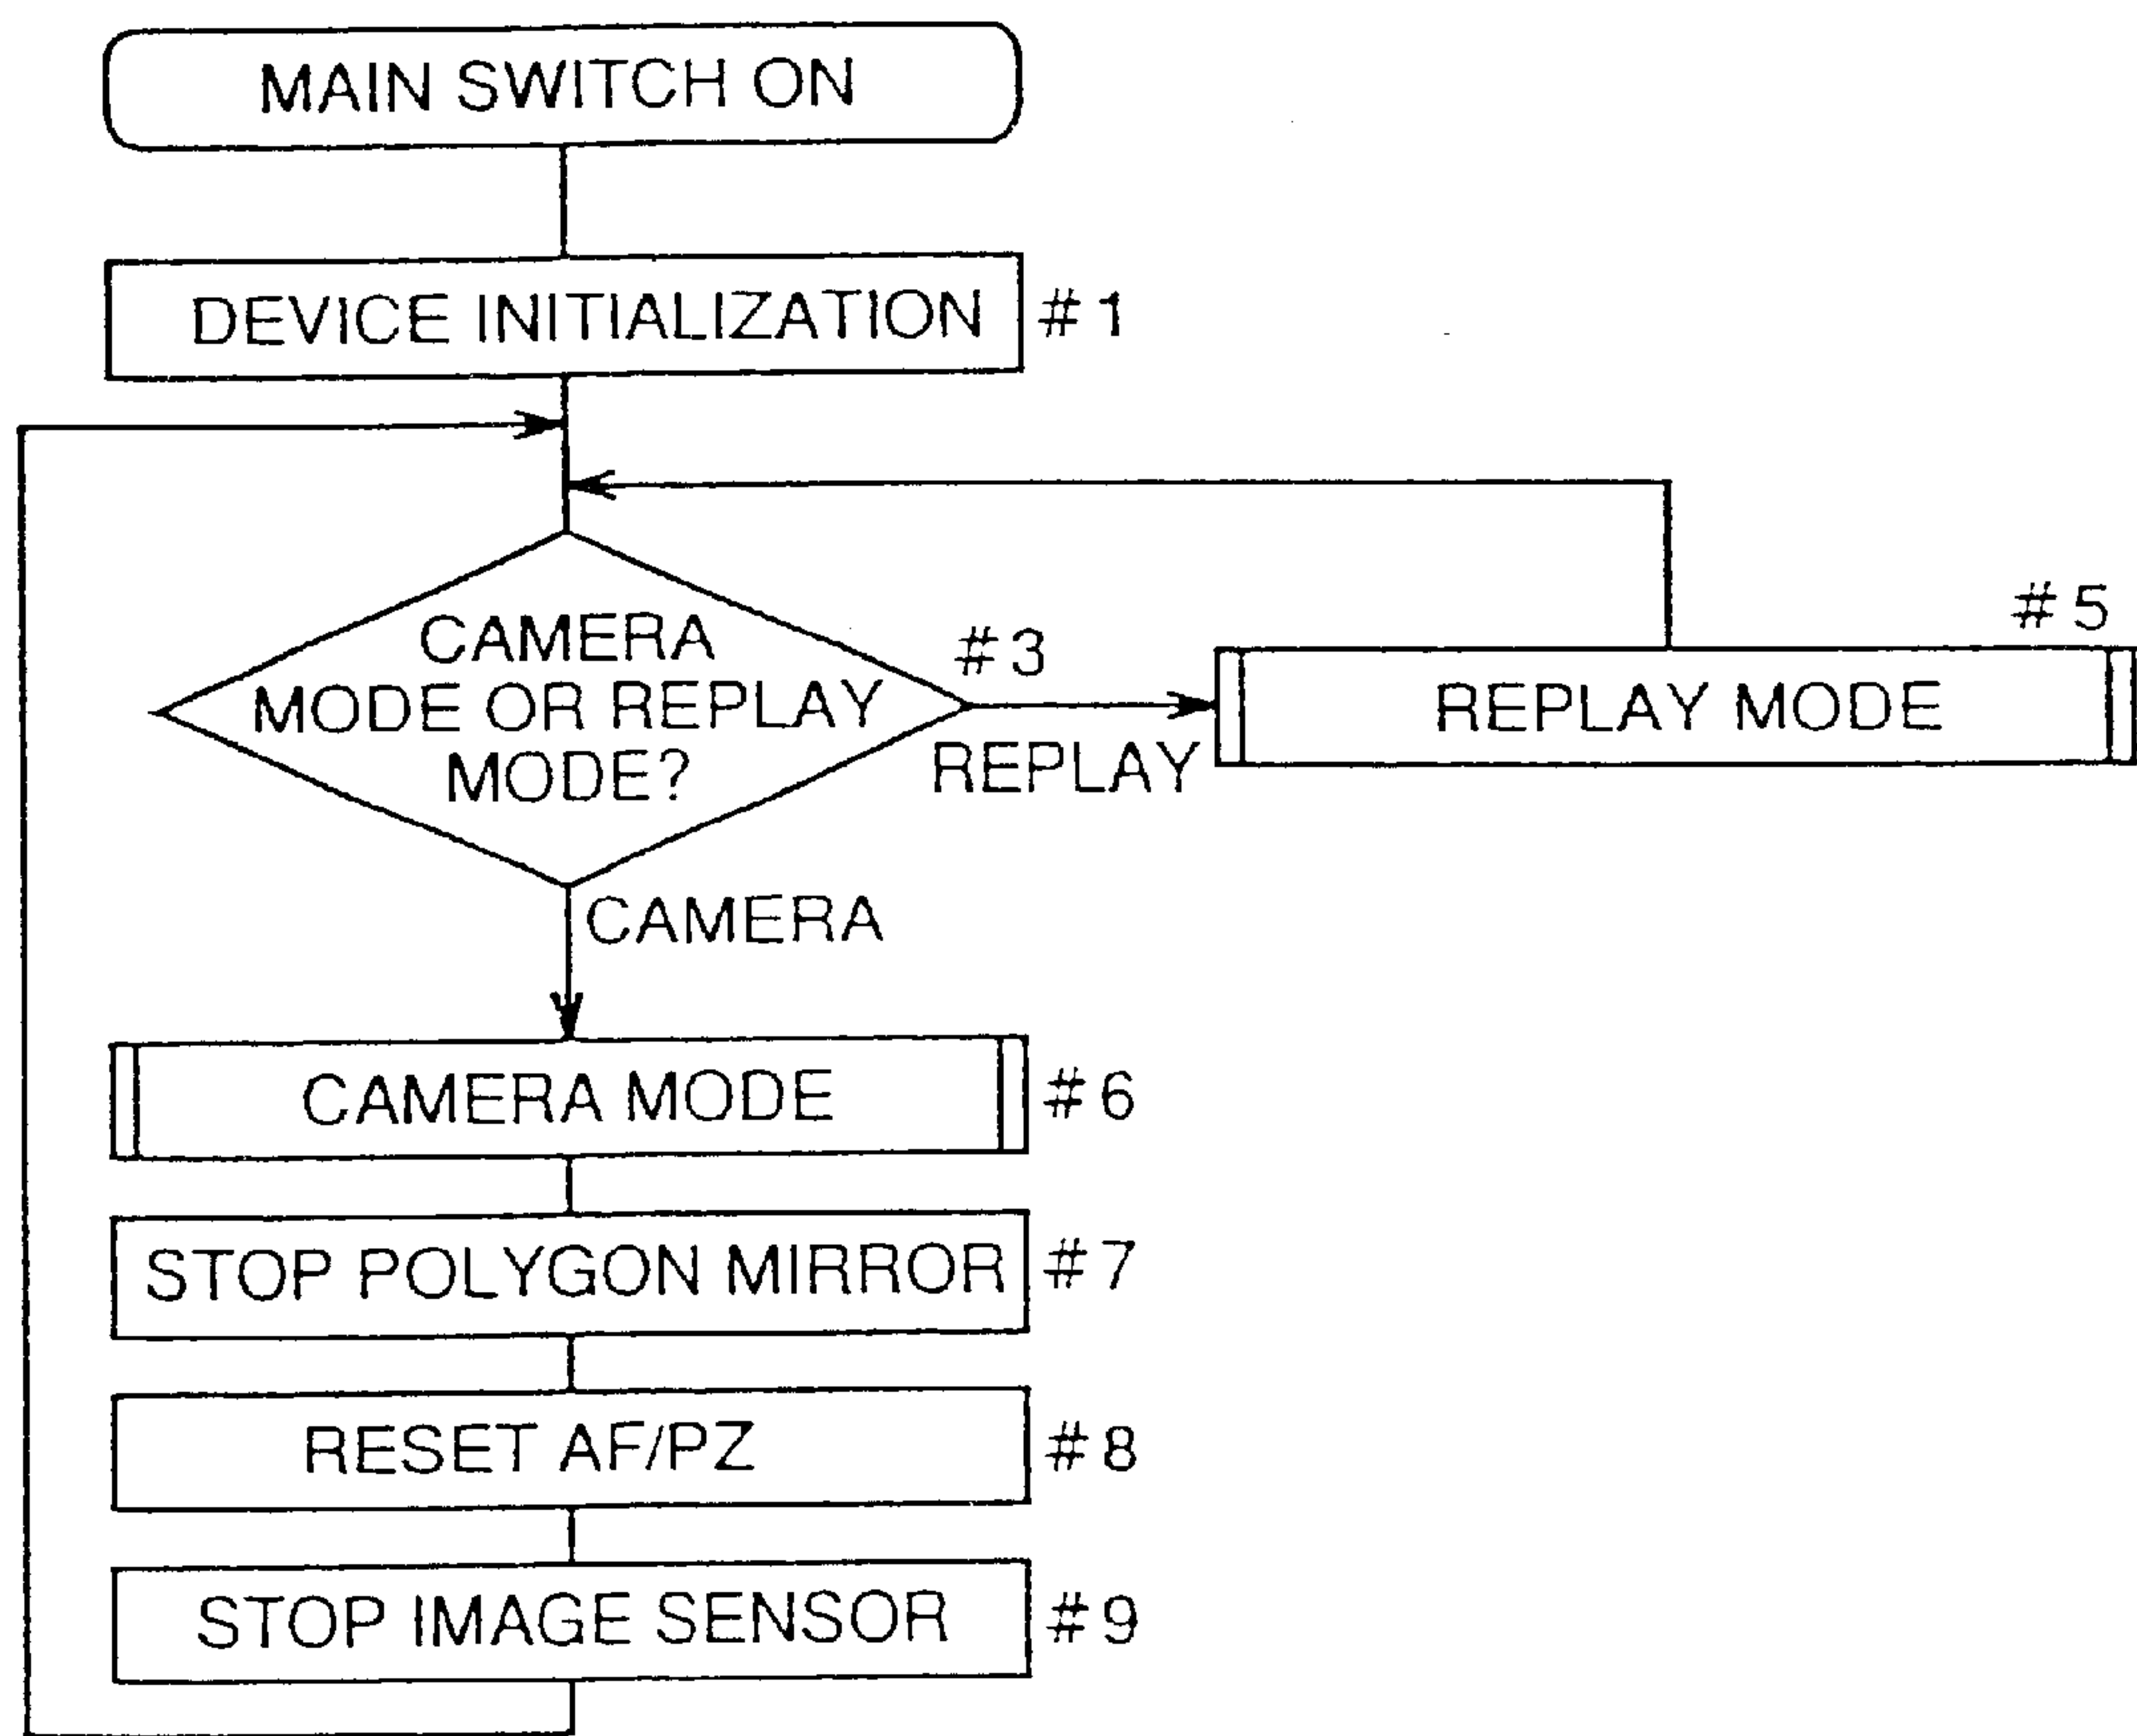 MAIN SWITCH ON
DEVICE INITIALIZATION #1
CAMERA
MODE OR REPLAY
MODE?
#3
REPLAY
#5
REPLAY MODE
CAMERA
CAMERA MODE #6
STOP POLYGON MIRROR #7
RESET AF/PZ #8
STOP IMAGE SENSOR #9